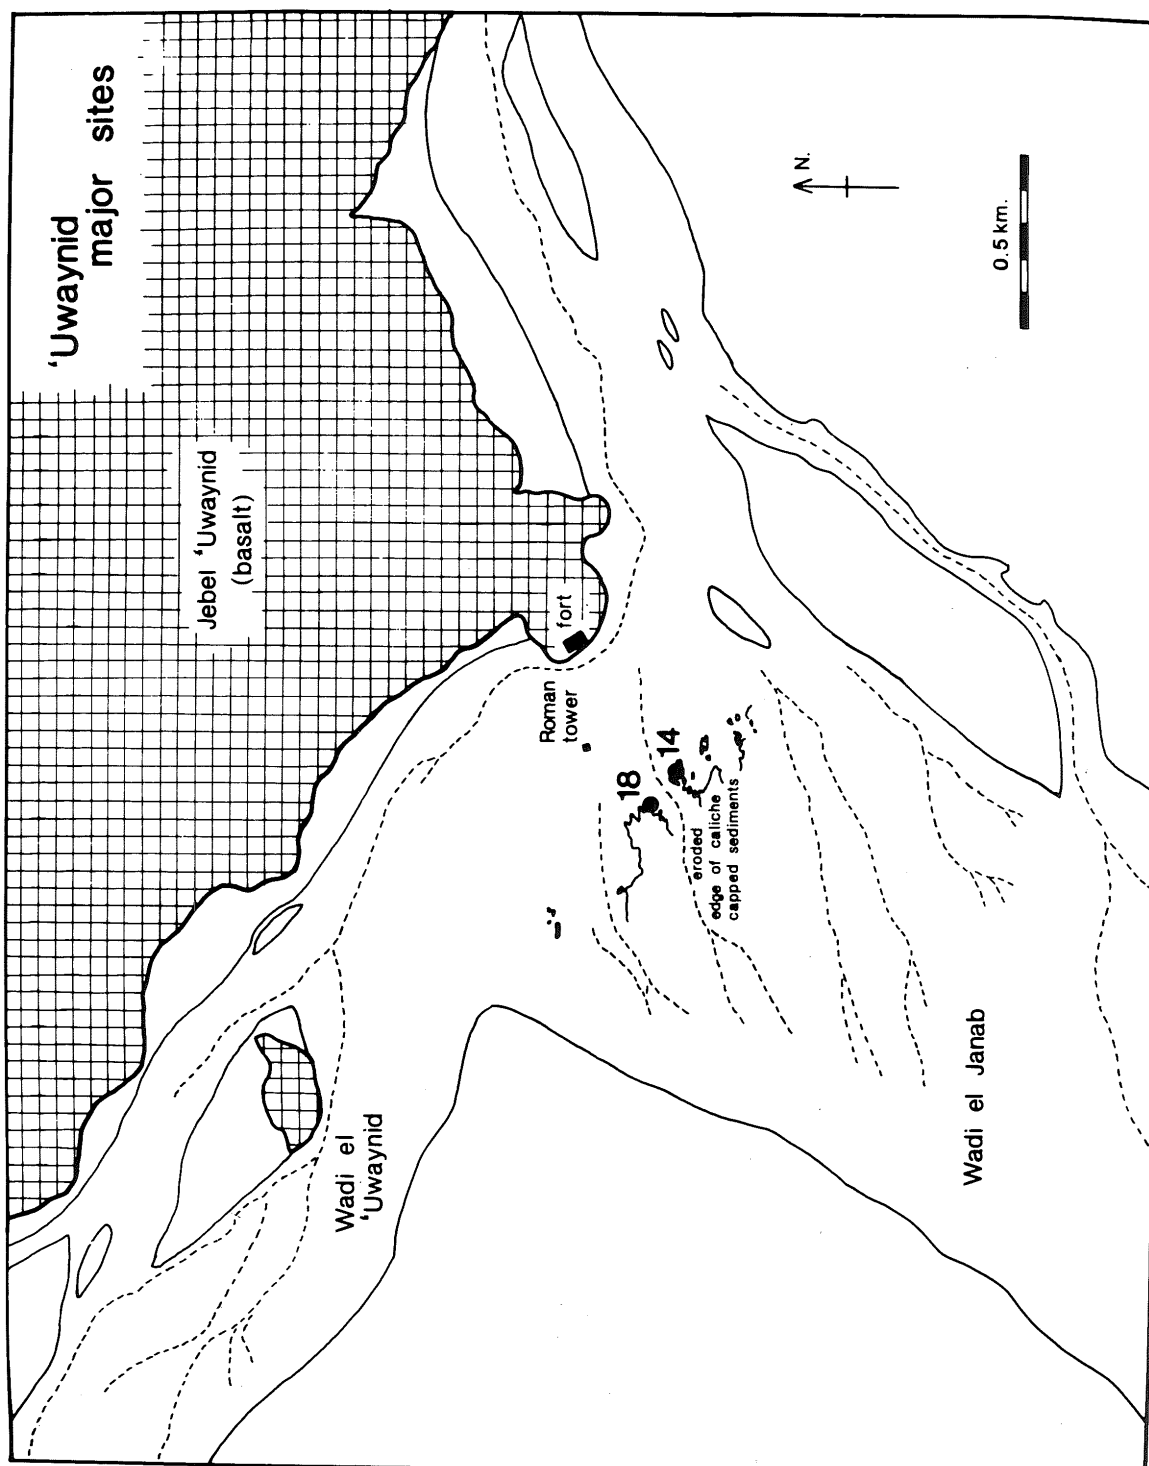 ‘Uwaynid
major sites
Jebel ‘Uwaynid
(basalt)
N.
0.5 km.
fort
Roman
tower
18
14
eroded
edge of caliche
capped sediments
Wadi el
‘Uwaynid
Wadi el Janab